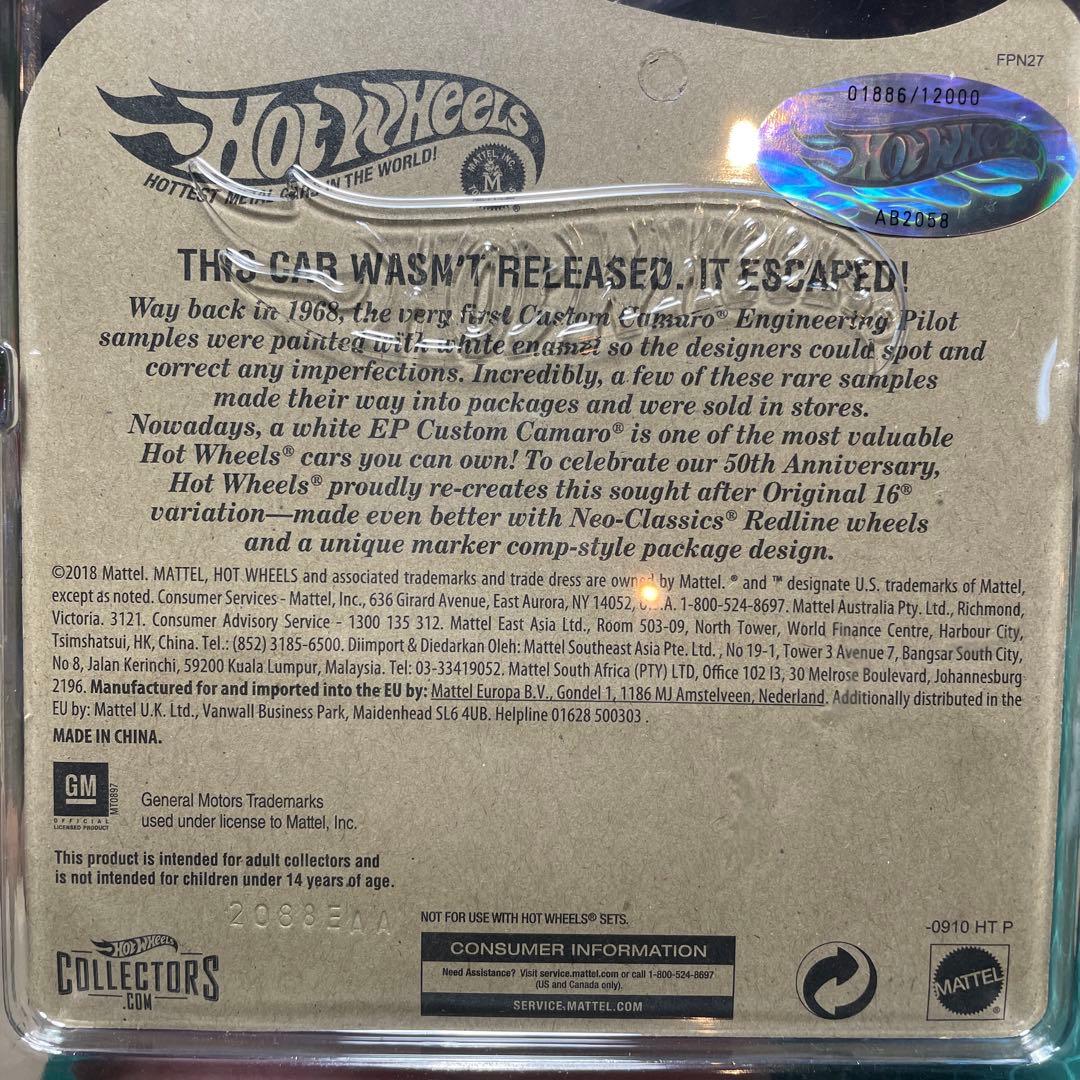 FPN27
01886/12000
HOT WHEELS
AB2058
HOT WHEELS®
HOTTEST METAL CARS IN THE WORLD!
MATTEL, INC.
M
THIS CAR WASN'T RELEASED. IT ESCAPED!
Way back in 1968, the very first Custom Camaro® Engineering Pilot
samples were painted with white enamel so the designers could spot and
correct any imperfections. Incredibly, a few of these rare samples
made their way into packages and were sold in stores.
Nowadays, a white EP Custom Camaro® is one of the most valuable
Hot Wheels® cars you can own! To celebrate our 50th Anniversary,
Hot Wheels® proudly re-creates this sought after Original 16®
variation—made even better with Neo-Classics® Redline wheels
and a unique marker comp-style package design.
©2018 Mattel. MATTEL, HOT WHEELS and associated trademarks and trade dress are owned by Mattel. ® and ™ designate U.S. trademarks of Mattel,
except as noted. Consumer Services - Mattel, Inc., 636 Girard Avenue, East Aurora, NY 14052, U.S.A. 1-800-524-8697. Mattel Australia Pty. Ltd., Richmond,
Victoria. 3121. Consumer Advisory Service - 1300 135 312. Mattel East Asia Ltd., Room 503-09, North Tower, World Finance Centre, Harbour City,
Tsimshatsui, HK, China. Tel.: (852) 3185-6500. Diimport & Diedarkan Oleh: Mattel Southeast Asia Pte. Ltd. , No 19-1, Tower 3 Avenue 7, Bangsar South City,
No 8, Jalan Kerinchi, 59200 Kuala Lumpur, Malaysia. Tel: 03-33419052. Mattel South Africa (PTY) LTD, Office 102 I3, 30 Melrose Boulevard, Johannesburg
2196. Manufactured for and imported into the EU by: Mattel Europa B.V., Gondel 1, 1186 MJ Amstelveen, Nederland. Additionally distributed in the
EU by: Mattel U.K. Ltd., Vanwall Business Park, Maidenhead SL6 4UB. Helpline 01628 500303 .
MADE IN CHINA.
GM
OFFICIAL
LICENSED PRODUCT
MT0897
General Motors Trademarks
used under license to Mattel, Inc.
This product is intended for adult collectors and
is not intended for children under 14 years of age.
2088EAA
HOT WHEELS
COLLECTORS
.COM
NOT FOR USE WITH HOT WHEELS® SETS.
CONSUMER INFORMATION
Need Assistance? Visit service.mattel.com or call 1-800-524-8697
(US and Canada only).
SERVICE.MATTEL.COM
-0910 HT P
MATTEL®